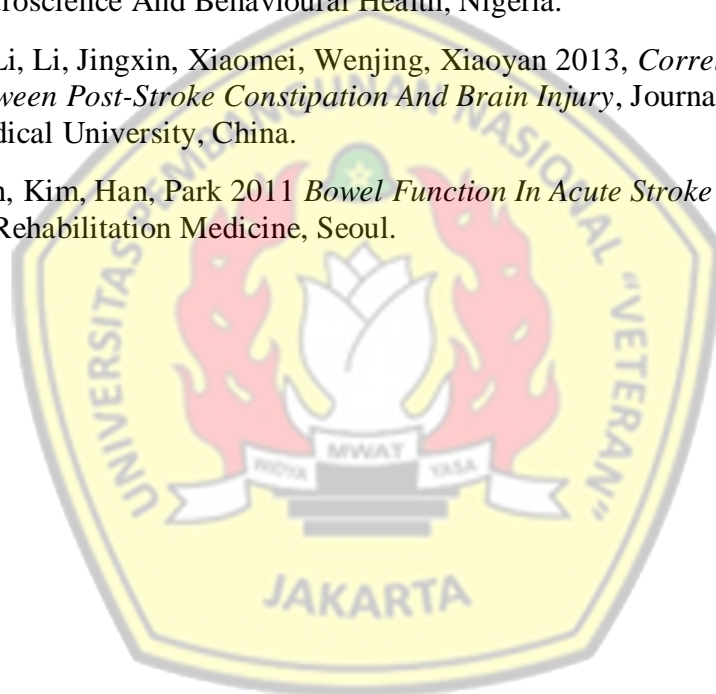 roscience And Behavioural Health, Nigeria.
Li, Li, Jingxin, Xiaomei, Wenjing, Xiaoyan 2013, Corre
ween Post-Stroke Constipation And Brain Injury, Journa
dical University, China.
n, Kim, Han, Park 2011 Bowel Function In Acute Stroke
Rehabilitation Medicine, Seoul.
UNIVERSITAS PEMBANGUNAN NASIONAL "VETERAN"
WIDYA MWAT YASA
JAKARTA